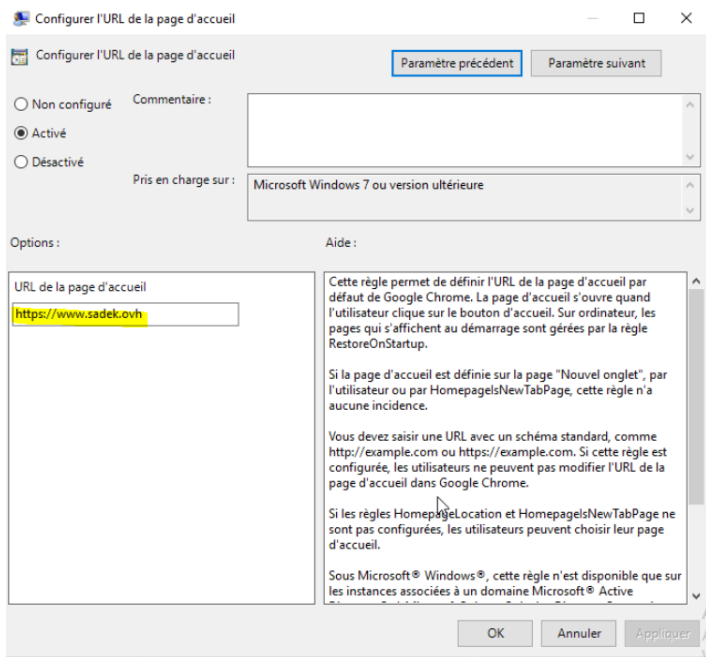 Configurer l'URL de la page d'accueil
Configurer l'URL de la page d'accueil
Paramètre précédent
Paramètre suivant
Non configuré
Activé
Désactivé
Commentaire :
Pris en charge sur :
Microsoft Windows 7 ou version ultérieure
Options :
Aide :
URL de la page d'accueil
https://www.sadek.ovh
Cette règle permet de définir l'URL de la page d'accueil par
défaut de Google Chrome. La page d'accueil s'ouvre quand
l'utilisateur clique sur le bouton d'accueil. Sur ordinateur, les
pages qui s'affichent au démarrage sont gérées par la règle
RestoreOnStartup.
Si la page d'accueil est définie sur la page "Nouvel onglet", par
l'utilisateur ou par HomepageIsNewTabPage, cette règle n'a
aucune incidence.
Vous devez saisir une URL avec un schéma standard, comme
http://example.com ou https://example.com. Si cette règle est
configurée, les utilisateurs ne peuvent pas modifier l'URL de la
page d'accueil dans Google Chrome.
Si les règles HomepageLocation et HomepageIsNewTabPage ne
sont pas configurées, les utilisateurs peuvent choisir leur page
d'accueil.
Sous Microsoft® Windows®, cette règle n'est disponible que sur
les instances associées à un domaine Microsoft® Active
OK
Annuler
Appliquer